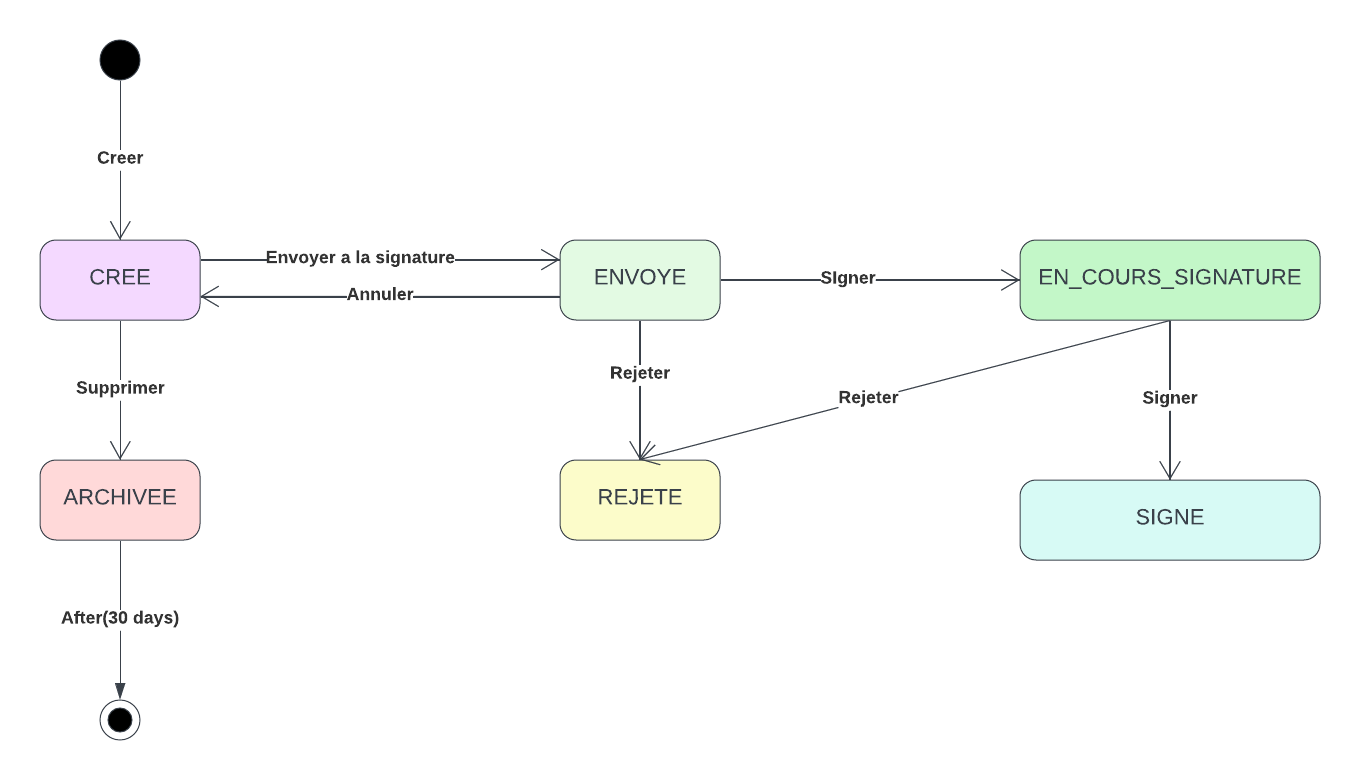 Creer
Envoyer a la signature
CREE
ENVOYE
SIgner
EN_COURS_SIGNATURE
Annuler
Supprimer
Rejeter
Rejeter
Signer
ARCHIVEE
REJETE
SIGNE
After(30 days)